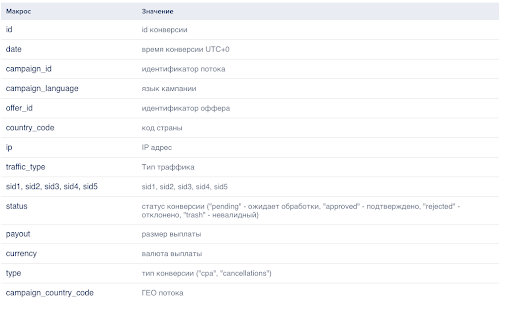 Макрос Значение
id id конверсии
date время конверсии UTC+0
campaign_id идентификатор потока
campaign_language язык кампании
offer_id идентификатор оффера
country_code код страны
ip IP адрес
traffic_type Тип траффика
sid1, sid2, sid3, sid4, sid5 sid1, sid2, sid3, sid4, sid5
status статус конверсии ("pending" - ожидает обработки, "approved" - подтверждено, "rejected" -
отклонено, "trash" - невалидный)
payout размер выплаты
currency валюта выплаты
type тип конверсии ("cpa", "cancellations")
campaign_country_code ГЕО потока